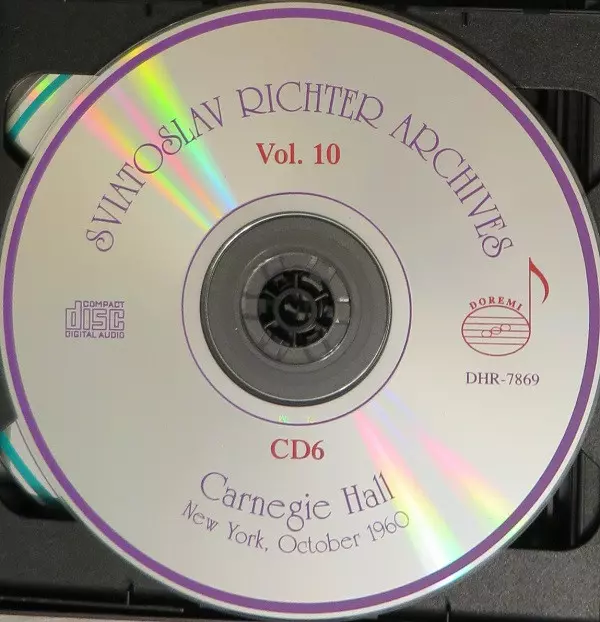 SVIATOSLAV RICHTER ARCHIVES
Vol. 10
COMPACT
disc
DIGITAL AUDIO
DOREMI
DHR-7869
CD6
Carnegie Hall
New York, October 1960